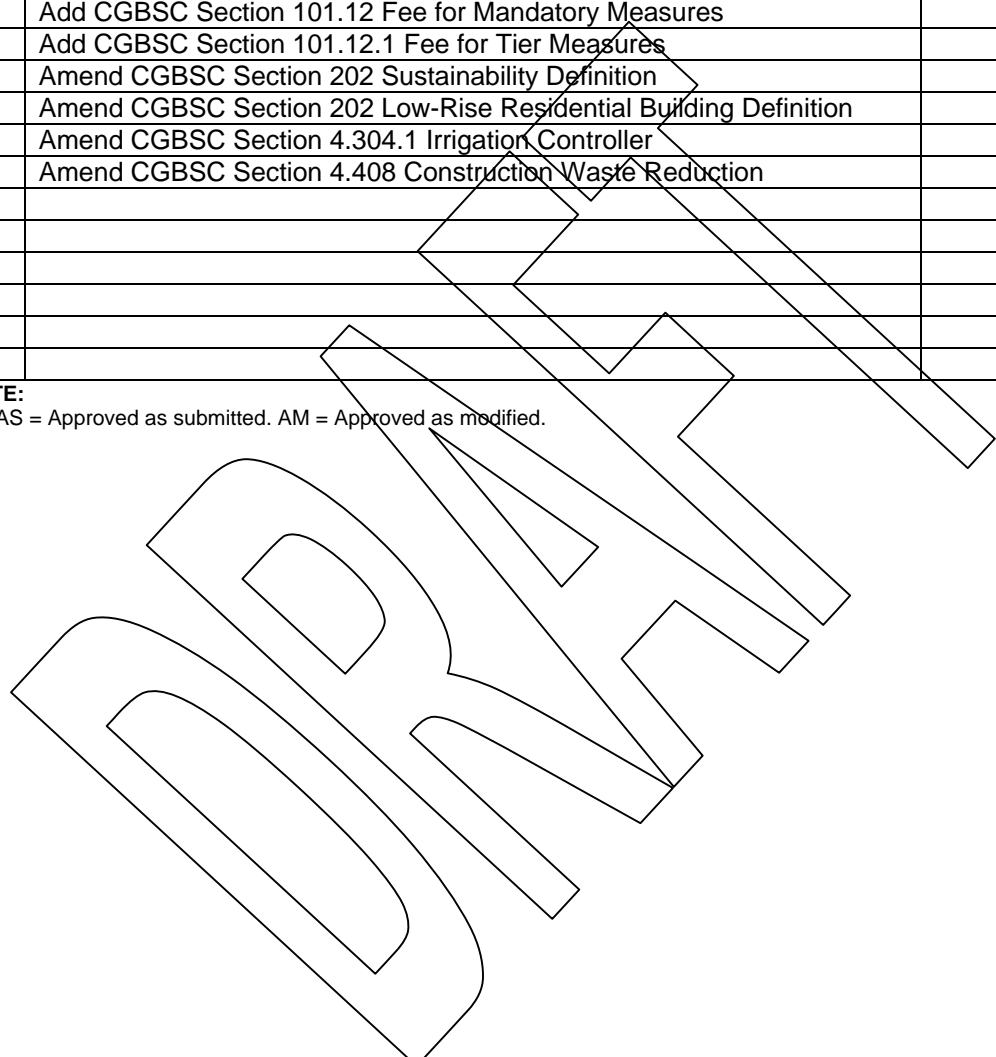 Add CGBSC Section 101.12 Fee for Mandatory Measures
Add CGBSC Section 101.12.1 Fee for Tier Measures
Amend CGBSC Section 202 Sustainability Definition
Amend CGBSC Section 202 Low-Rise Residential Building Definition
Amend CGBSC Section 4.304.1 Irrigation Controller
Amend CGBSC Section 4.408 Construction Waste Reduction
TE:
AS = Approved as submitted. AM = Approved as modified.
DRAFT